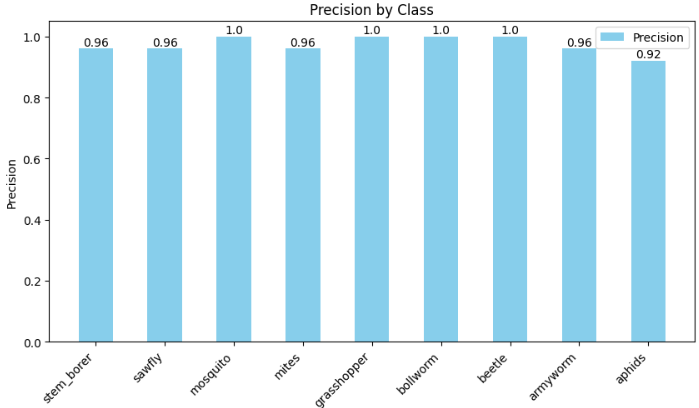 Precision by Class
Precision
0.96 0.96 1.0 0.96 1.0 1.0 1.0 0.96 0.92
1.0
0.8
0.6
0.4
0.2
0.0
Precision
stem_borer sawfly mosquito mites grasshopper bollworm beetle armyworm aphids